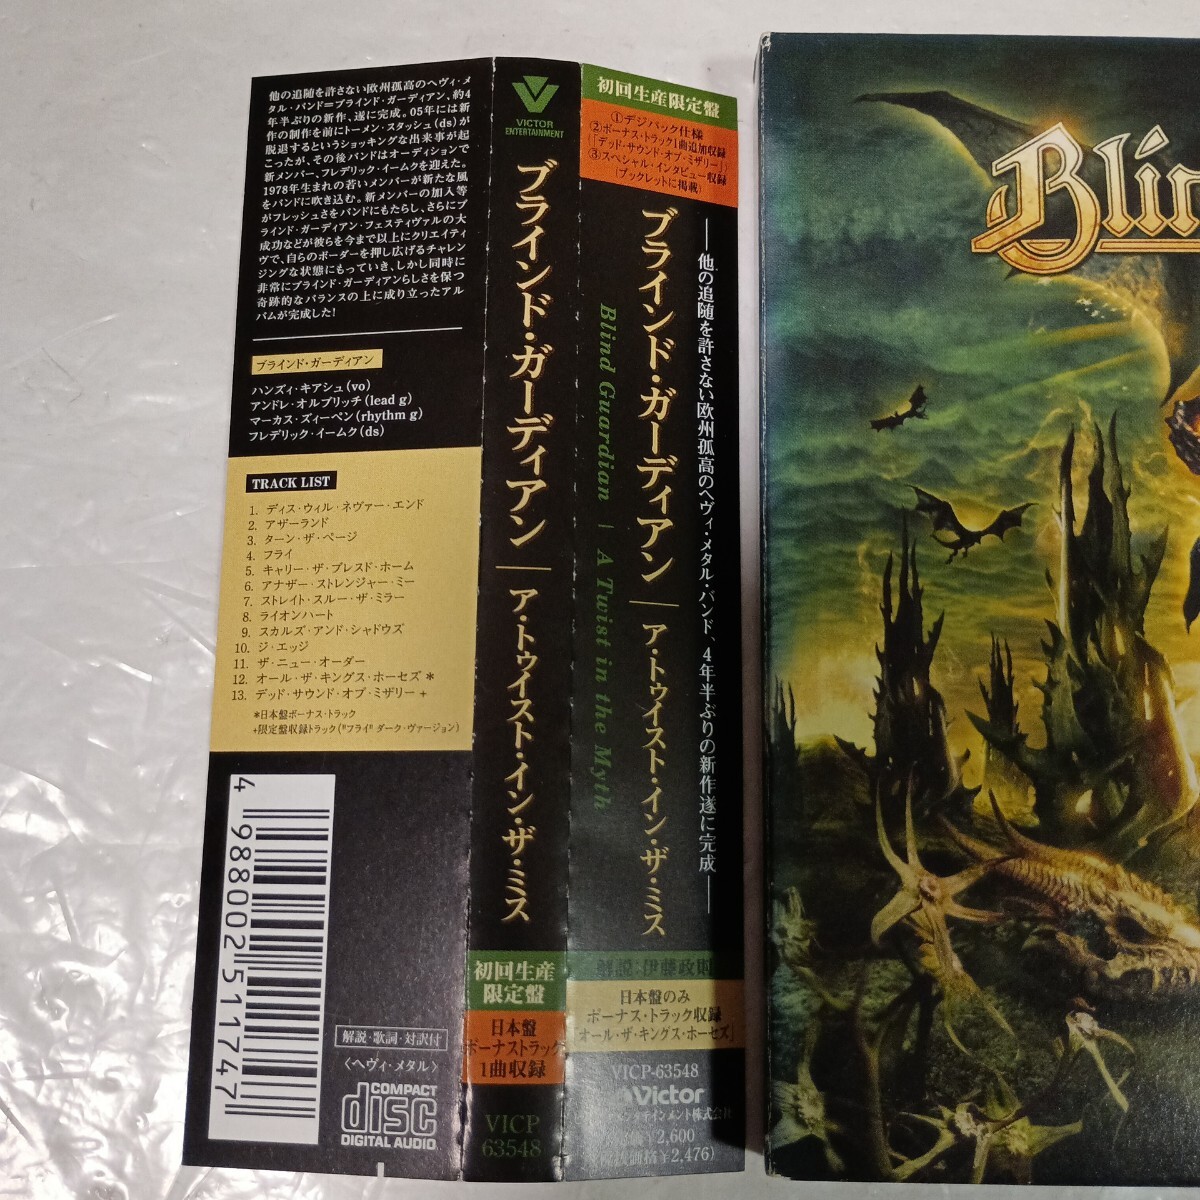 他の追随を許さない欧州孤高のヘヴィ・メ
タル・バンド=ブラインド・ガーディアン、約4
年半ぶりの新作、遂に完成。05年には新
作の制作を前にトーメン・スタッシュ(ds)が
脱退するというショッキングな出来事が起
こったが、その後バンドはオーディションで
新メンバー、フレデリック・イームクを迎えた。
1978年生まれの若いメンバーが新たな風
をバンドに吹き込む。新メンバーの加入等
がフレッシュさをバンドにもたらし、さらにブ
ラインド・ガーディアン・フェスティヴァルの大
成功などが彼らを今まで以上にクリエイティ
ヴで、自らのボーダーを押し広げるチャレン
ジングな状態にもっていき、しかし同時に
非常にブラインド・ガーディアンらしさを保つ
奇跡的なバランスの上に成り立ったアル
バムが完成した!
ブラインド・ガーディアン
ハンズィ・キアシュ(vo)
アンドレ・オルブリッチ(lead g)
マーカス・ズィーペン(rhythm g)
フレデリック・イームク(ds)
TRACK LIST
1. ディス・ウィル・ネヴァー・エンド
2. アザーランド
3. ターン・ザ・ページ
4. フライ
5. キャリー・ザ・ブレスド・ホーム
6. アナザー・ストレンジャー・ミー
7. ストレイト・スルー・ザ・ミラー
8. ライオンハート
9. スカルズ・アンド・シャドウズ
10. ジ・エッジ
11. ザ・ニュー・オーダー
12. オール・ザ・キングス・ホーセズ*
13. デッド・サウンド・オブ・ミザリー+
*日本盤ボーナス・トラック
+限定盤収録トラック("フライ" ダーク・ヴァージョン)
4 988002 511747
解説・歌詞・対訳付
〈ヘヴィ・メタル〉
COMPACT
disc
DIGITAL AUDIO
VICTOR
ENTERTAINMENT
ブラインド・ガーディアン│ア・トゥイスト・イン・ザ・ミス
初回生産
限定盤
日本盤
ボーナストラック
1曲収録
VICP
63548
初回生産限定盤
①デジパック仕様
②ボーナス・トラック1曲追加収録
(「デッド・サウンド・オブ・ミザリー」)
③スペシャル・インタビュー収録
(ブックレットに掲載)
―他の追随を許さない欧州孤高のヘヴィ・メタル・バンド、4年半ぶりの新作遂に完成―
ブラインド・ガーディアン│ア・トゥイスト・イン・ザ・ミス
Blind Guardian | A Twist in the Myth
解説:伊藤政則
日本盤のみ
ボーナス・トラック収録
「オール・ザ・キングス・ホーセズ」
VICP-63548
Victor
¥2,600
税抜価格¥2,476)